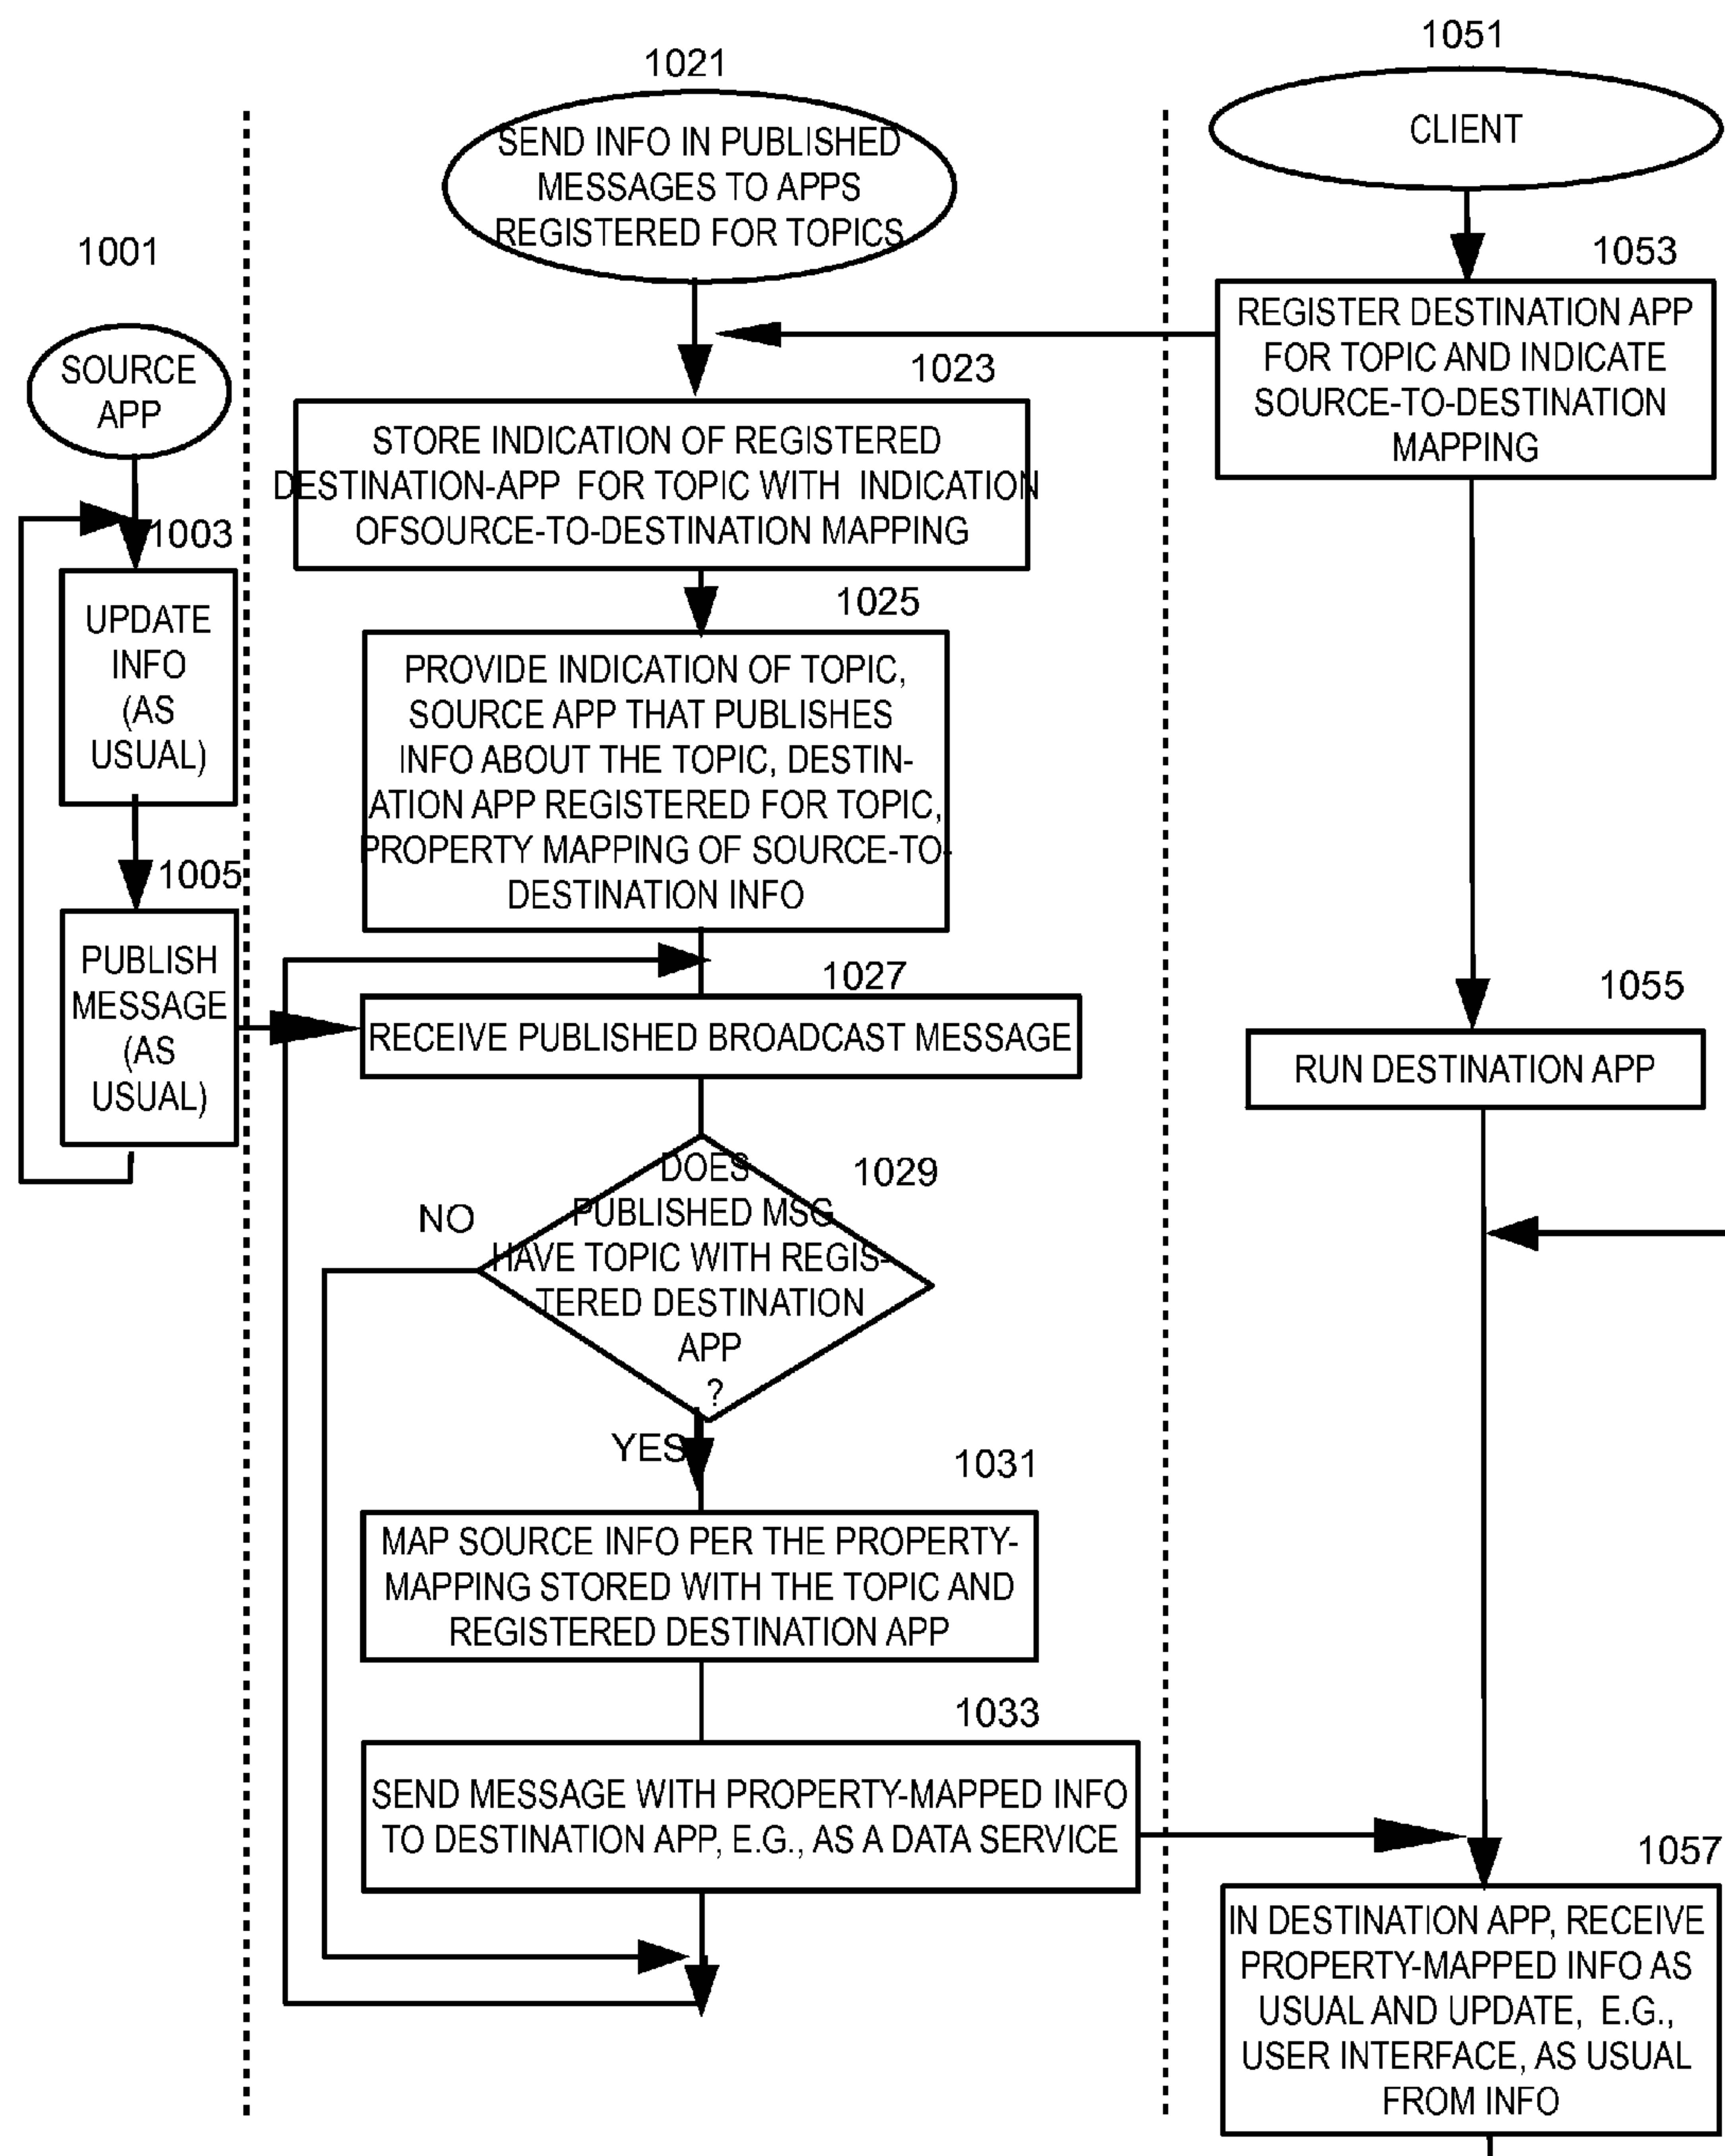 1001
SOURCE
APP
1003
UPDATE
INFO
(AS
USUAL)
1005
PUBLISH
MESSAGE
(AS
USUAL)
1021
SEND INFO IN PUBLISHED
MESSAGES TO APPS
REGISTERED FOR TOPICS
1023
STORE INDICATION OF REGISTERED
DESTINATION-APP FOR TOPIC WITH INDICATION
OFSOURCE-TO-DESTINATION MAPPING
1025
PROVIDE INDICATION OF TOPIC,
SOURCE APP THAT PUBLISHES
INFO ABOUT THE TOPIC, DESTIN-
ATION APP REGISTERED FOR TOPIC,
PROPERTY MAPPING OF SOURCE-TO-
DESTINATION INFO
1027
RECEIVE PUBLISHED BROADCAST MESSAGE
1029
DOES
PUBLISHED MSG
HAVE TOPIC WITH REGIS-
TERED DESTINATION
APP
?
NO
YES
1031
MAP SOURCE INFO PER THE PROPERTY-
MAPPING STORED WITH THE TOPIC AND
REGISTERED DESTINATION APP
1033
SEND MESSAGE WITH PROPERTY-MAPPED INFO
TO DESTINATION APP, E.G., AS A DATA SERVICE
1051
CLIENT
1053
REGISTER DESTINATION APP
FOR TOPIC AND INDICATE
SOURCE-TO-DESTINATION
MAPPING
1055
RUN DESTINATION APP
1057
IN DESTINATION APP, RECEIVE
PROPERTY-MAPPED INFO AS
USUAL AND UPDATE, E.G.,
USER INTERFACE, AS USUAL
FROM INFO